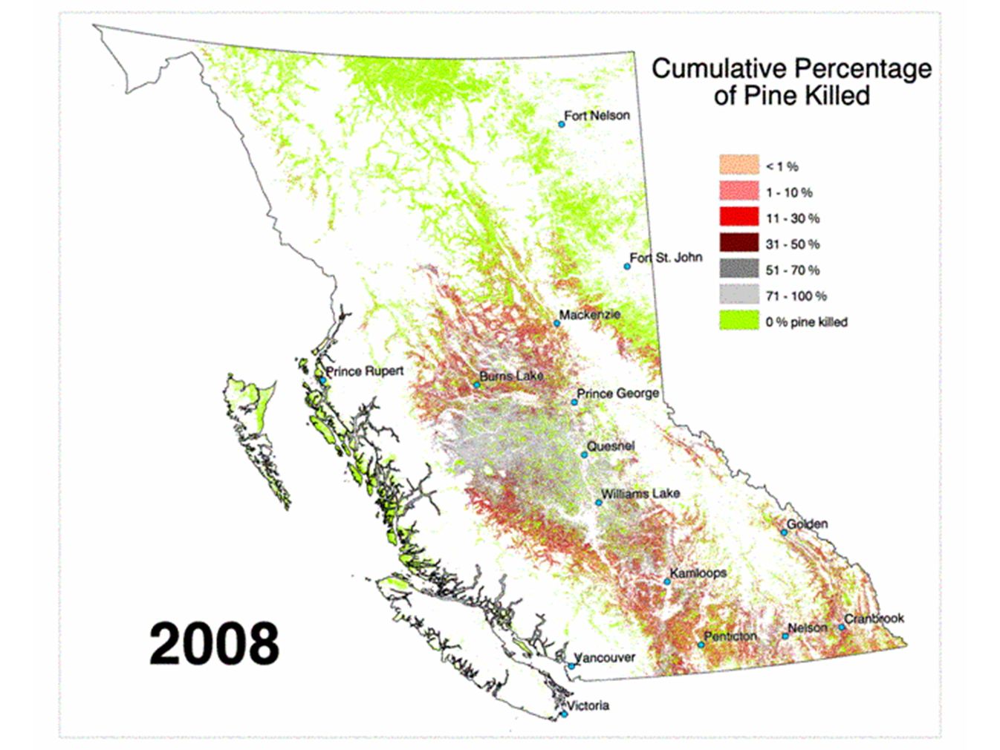 Cumulative Percentage
of Pine Killed
Fort Nelson
< 1 %
1 - 10 %
11 - 30 %
31 - 50 %
Fort St. John
51 - 70 %
71 - 100 %
Mackenzie
0 % pine killed
Prince Rupert
Burns Lake
Prince George
Quesnel
Williams Lake
Golden
Kamloops
Cranbrook
Nelson
Penticton
2008
Vancouver
Victoria